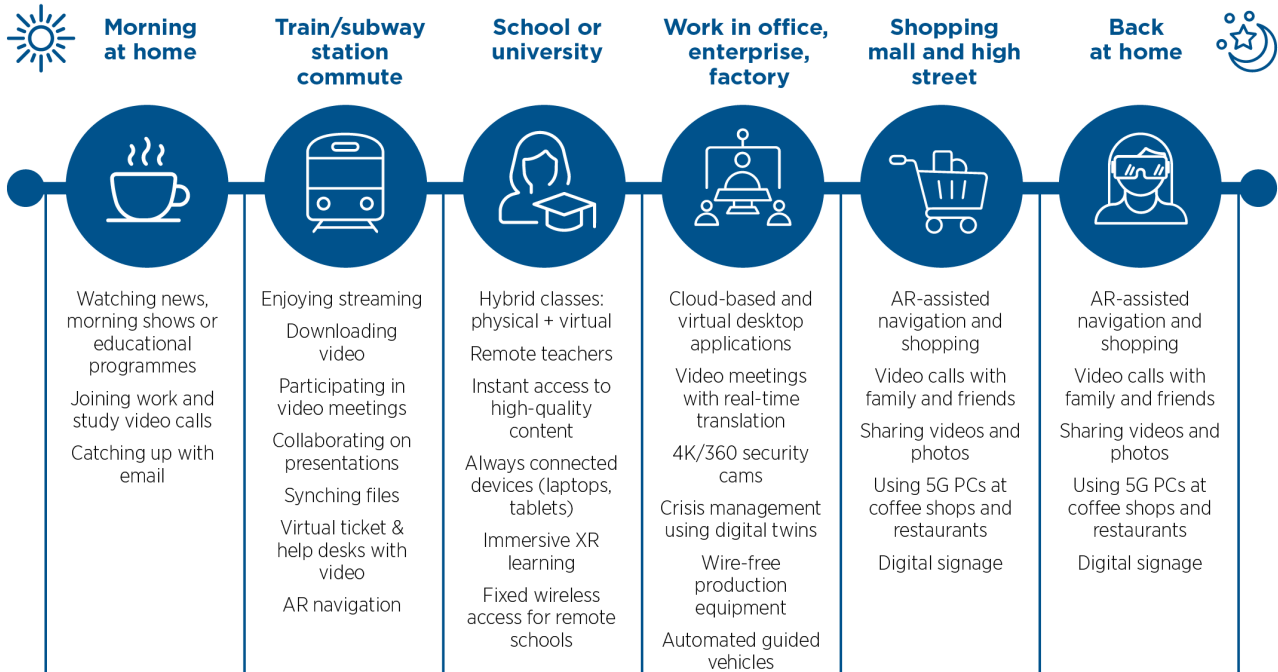 Morning
at home
Watching news,
morning shows or
educational
programmes
Joining work and
study video calls
Catching up with
email
Train/subway
station
commute
Enjoying streaming
Downloading
video
Participating in
video meetings
Collaborating on
presentations
Synching files
Virtual ticket &
help desks with
video
AR navigation
School or
university
Hybrid classes:
physical + virtual
Remote teachers
Instant access to
high-quality
content
Always connected
devices (laptops,
tablets)
Immersive XR
learning
Fixed wireless
access for remote
schools
Work in office,
enterprise,
factory
Cloud-based and
virtual desktop
applications
Video meetings
with real-time
translation
4K/360 security
cams
Crisis management
using digital twins
Wire-free
production
equipment
Automated guided
vehicles
Shopping
mall and high
street
AR-assisted
navigation and
shopping
Video calls with
family and friends
Sharing videos and
photos
Using 5G PCs at
coffee shops and
restaurants
Digital signage
Back
at home
AR-assisted
navigation and
shopping
Video calls with
family and friends
Sharing videos and
photos
Using 5G PCs at
coffee shops and
restaurants
Digital signage